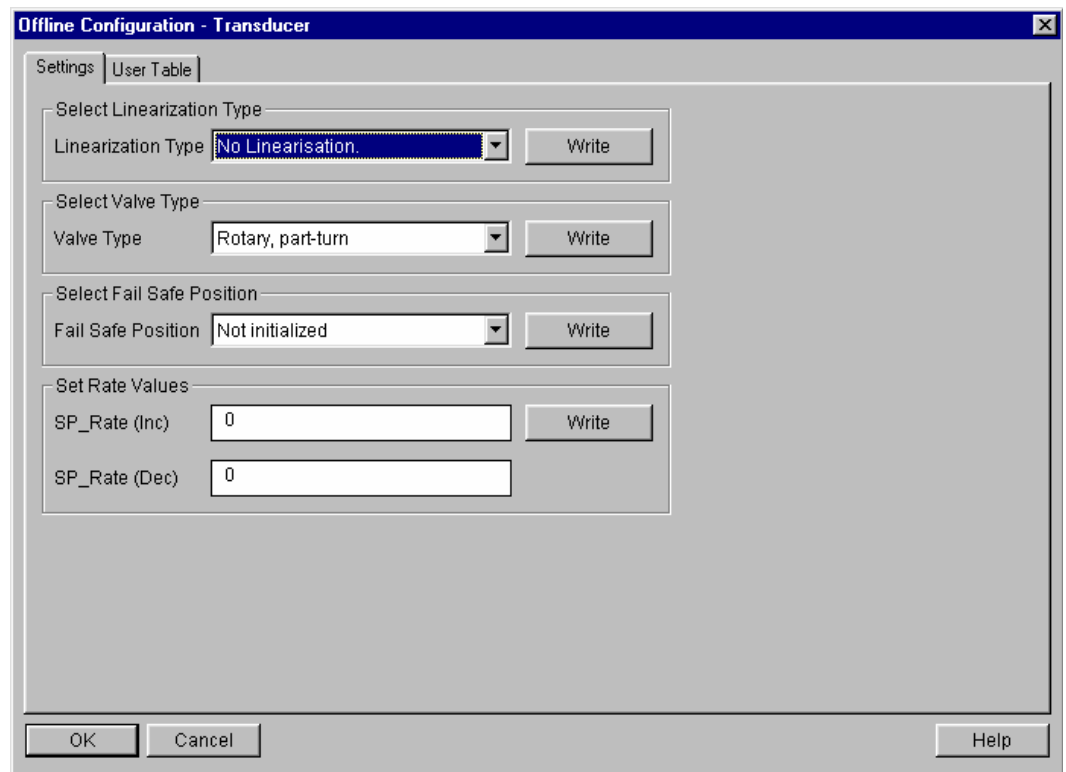 Offline Configuration - Transducer
Settings User Table
Select Linearization Type
Linearization Type No Linearisation. Write
Select Valve Type
Valve Type Rotary, part-turn Write
Select Fail Safe Position
Fail Safe Position Not initialized Write
Set Rate Values
SP_Rate (Inc) 0 Write
SP_Rate (Dec) 0
OK Cancel Help